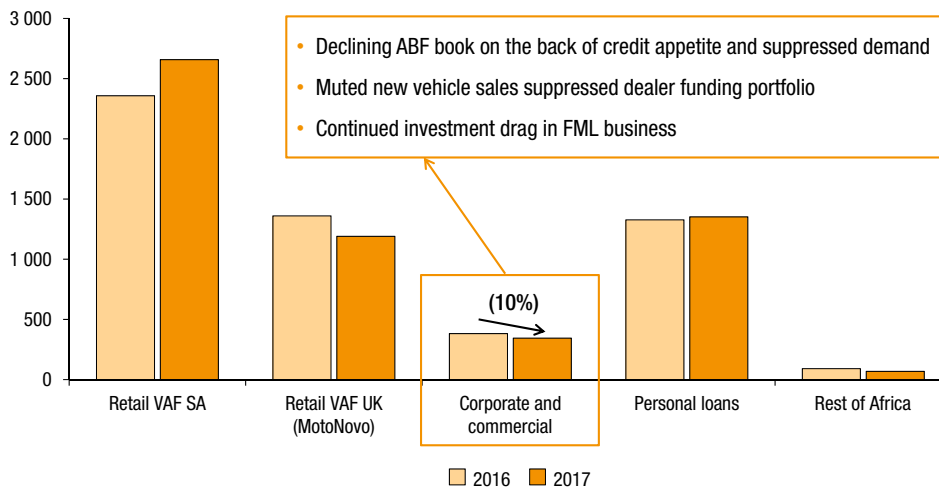 3 000
2 500
2 000
1 500
1 000
500
0
• Declining ABF book on the back of credit appetite and suppressed demand
• Muted new vehicle sales suppressed dealer funding portfolio
• Continued investment drag in FML business
(10%)
Retail VAF SA
Retail VAF UK
(MotoNovo)
Corporate and
commercial
Personal loans
Rest of Africa
2016
2017